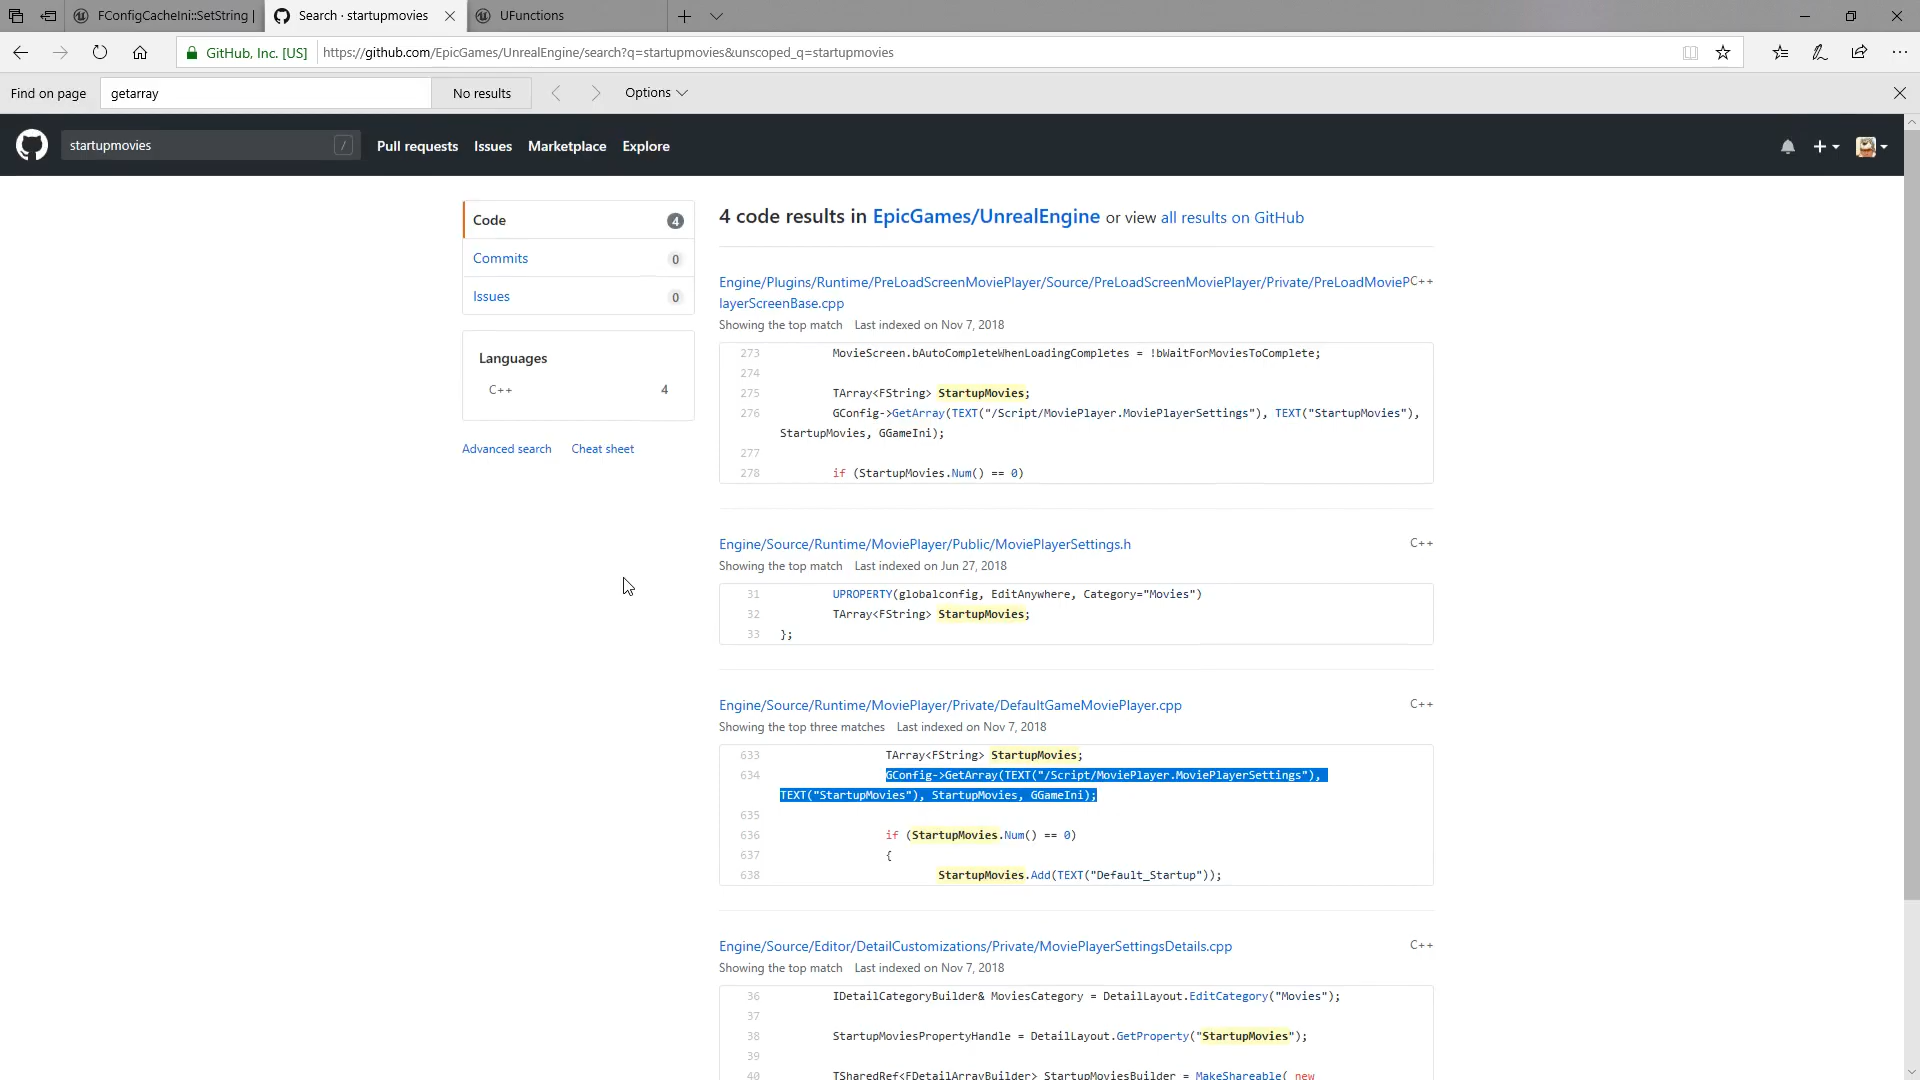 FConfigCacheIni::SetString |
Search · startupmovies
UFunctions
GitHub, Inc. [US]
https://github.com/EpicGames/UnrealEngine/search?q=startupmovies&unscoped_q=startupmovies
Find on page
getarray
No results
Options
startupmovies
/
Pull requests
Issues
Marketplace
Explore
Code 4
Commits 0
Issues 0
Languages
C++ 4
Advanced search
Cheat sheet
4 code results in EpicGames/UnrealEngine or view all results on GitHub
Engine/Plugins/Runtime/PreLoadScreenMoviePlayer/Source/PreLoadScreenMoviePlayer/Private/PreLoadMovieP
layerScreenBase.cpp
C++
Showing the top match Last indexed on Nov 7, 2018
273 MovieScreen.bAutoCompleteWhenLoadingCompletes = !bWaitForMoviesToComplete;
274
275 TArray<FString> StartupMovies;
276 GConfig->GetArray(TEXT("/Script/MoviePlayer.MoviePlayerSettings"), TEXT("StartupMovies"),
StartupMovies, GGameIni);
277
278 if (StartupMovies.Num() == 0)
Engine/Source/Runtime/MoviePlayer/Public/MoviePlayerSettings.h
C++
Showing the top match Last indexed on Jun 27, 2018
31 UPROPERTY(globalconfig, EditAnywhere, Category="Movies")
32 TArray<FString> StartupMovies;
33 };
Engine/Source/Runtime/MoviePlayer/Private/DefaultGameMoviePlayer.cpp
C++
Showing the top three matches Last indexed on Nov 7, 2018
633 TArray<FString> StartupMovies;
634 GConfig->GetArray(TEXT("/Script/MoviePlayer.MoviePlayerSettings"),
TEXT("StartupMovies"), StartupMovies, GGameIni);
635
636 if (StartupMovies.Num() == 0)
637 {
638 StartupMovies.Add(TEXT("Default_Startup"));
Engine/Source/Editor/DetailCustomizations/Private/MoviePlayerSettingsDetails.cpp
C++
Showing the top match Last indexed on Nov 7, 2018
36 IDetailCategoryBuilder& MoviesCategory = DetailLayout.EditCategory("Movies");
37
38 StartupMoviesPropertyHandle = DetailLayout.GetProperty("StartupMovies");
39
40 TSharedRef<FDetailArrayBuilder> StartupMoviesBuilder = MakeShareable( new